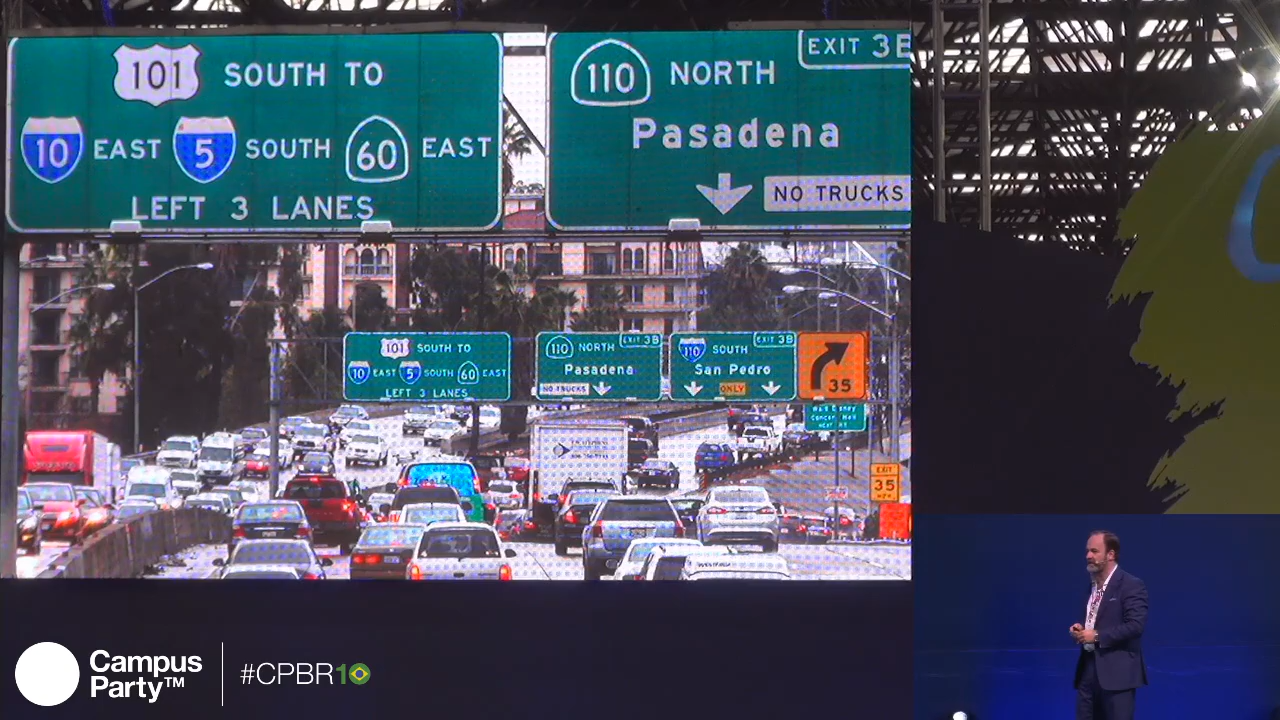 101 SOUTH TO
10 EAST 5 SOUTH 60 EAST
LEFT 3 LANES
EXIT 3B
110 NORTH
Pasadena
NO TRUCKS
101 SOUTH TO
10 EAST 5 SOUTH 60 EAST
LEFT 3 LANES
EXIT 3B
110 NORTH
Pasadena
NO TRUCKS
EXIT 3B
110 SOUTH
San Pedro
ONLY
35
EXIT
35
Campus
Party™
#CPBR10